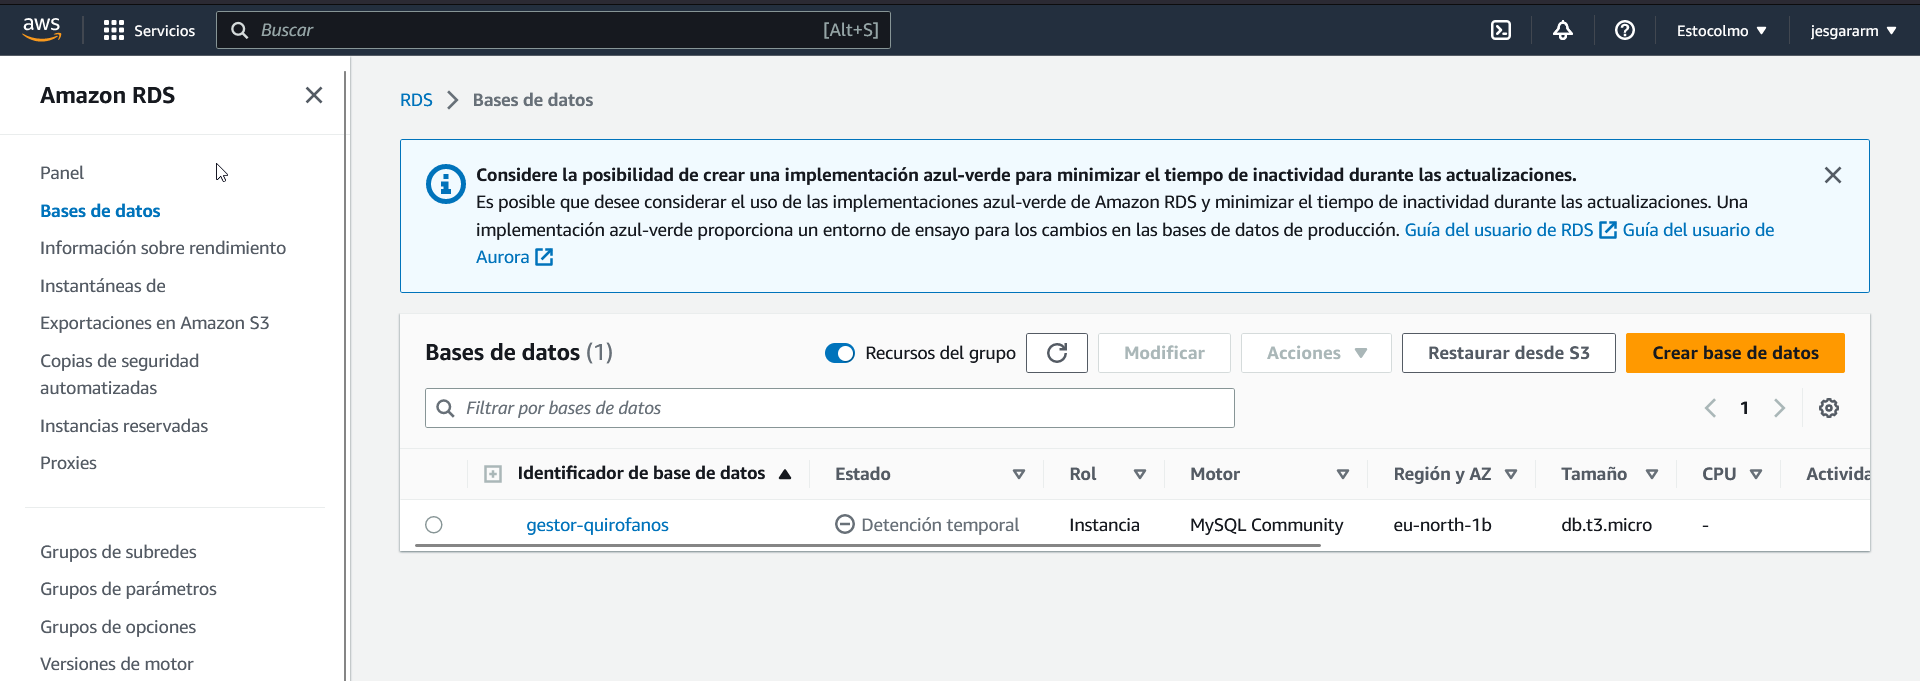 aws
Servicios
Buscar
[Alt+S]
Estocolmo
jesgararm
Amazon RDS
Panel
Bases de datos
Información sobre rendimiento
Instantáneas de
Exportaciones en Amazon S3
Copias de seguridad
automatizadas
Instancias reservadas
Proxies
Grupos de subredes
Grupos de parámetros
Grupos de opciones
Versiones de motor
RDS
Bases de datos
Considere la posibilidad de crear una implementación azul-verde para minimizar el tiempo de inactividad durante las actualizaciones.
Es posible que desee considerar el uso de las implementaciones azul-verde de Amazon RDS y minimizar el tiempo de inactividad durante las actualizaciones. Una
implementación azul-verde proporciona un entorno de ensayo para los cambios en las bases de datos de producción. Guía del usuario de RDS Guía del usuario de
Aurora
Bases de datos (1)
Recursos del grupo
Modificar
Acciones
Restaurar desde S3
Crear base de datos
Filtrar por bases de datos
1
Identificador de base de datos
Estado
Rol
Motor
Región y AZ
Tamaño
CPU
Activida
gestor-quirofanos
Detención temporal
Instancia
MySQL Community
eu-north-1b
db.t3.micro
-